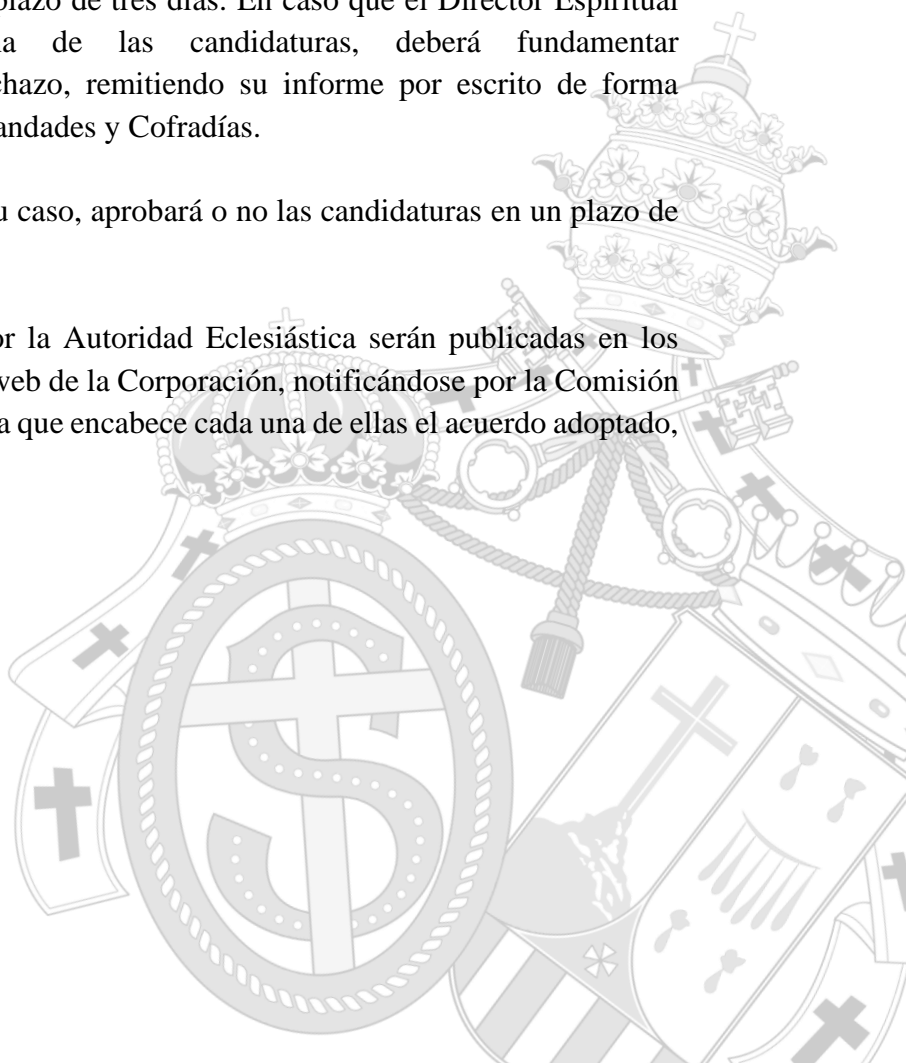 plazo de tres días. En caso que el Director Espiritual
de las candidaturas, deberá fundamentar
chazo, remitiendo su informe por escrito de forma
andades y Cofradías.
u caso, aprobará o no las candidaturas en un plazo de
or la Autoridad Eclesiástica serán publicadas en los
web de la Corporación, notificándose por la Comisión
a que encabece cada una de ellas el acuerdo adoptado,